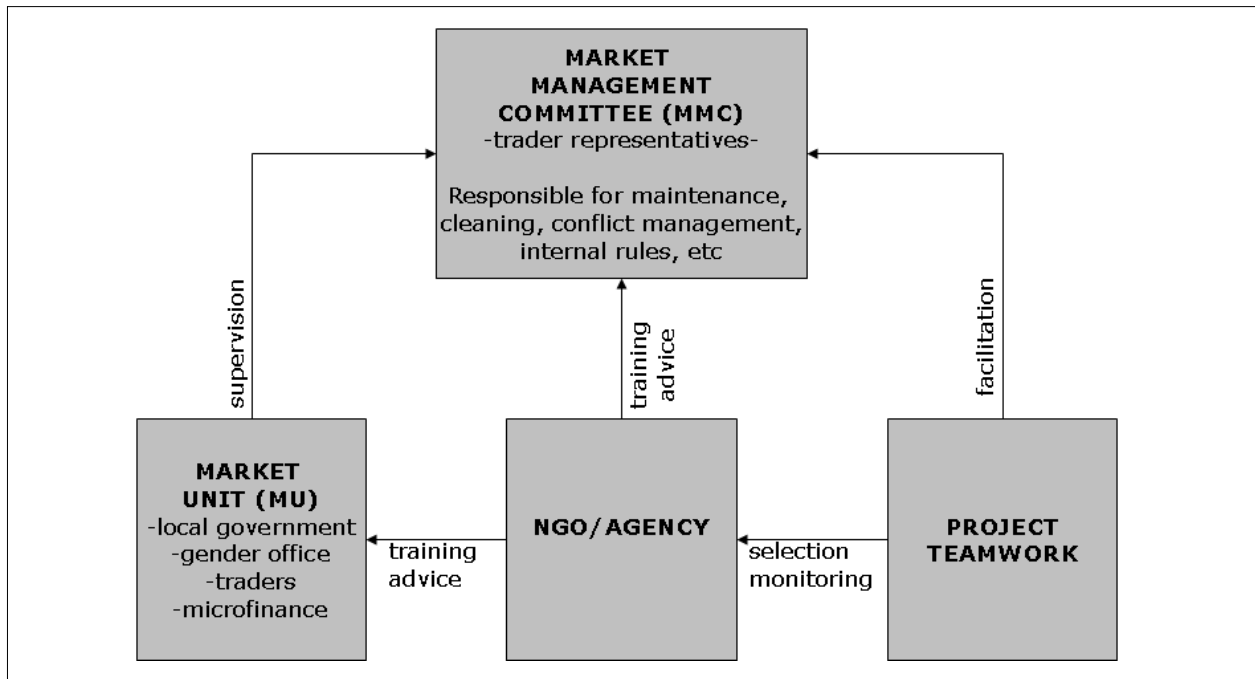 MARKET
MANAGEMENT
COMMITTEE (MMC)
-trader representatives-
Responsible for maintenance,
cleaning, conflict management,
internal rules, etc
supervision
training
advice
facilitation
MARKET
UNIT (MU)
-local government
-gender office
-traders
-microfinance
training
advice
NGO/AGENCY
selection
monitoring
PROJECT
TEAMWORK